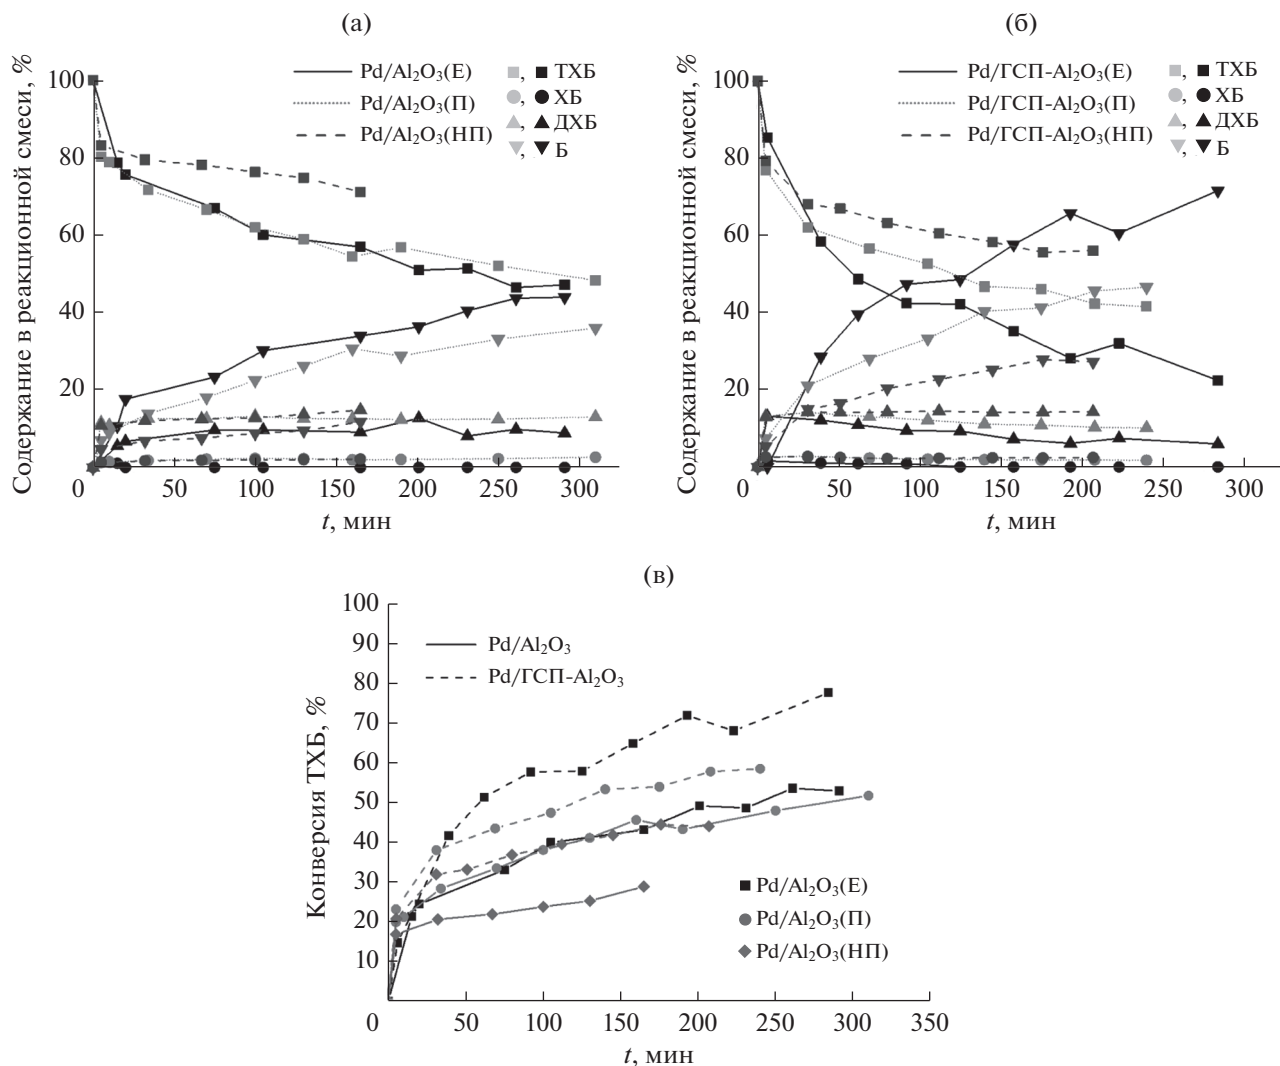 (а)
Содержание в реакционной смеси, %
100
80
60
40
20
0
50
100
150
200
250
300
t, мин
Pd/Al₂O₃(Е)
Pd/Al₂O₃(П)
Pd/Al₂O₃(НП)
, ТХБ
, ХБ
, ДХБ
, Б
(б)
Содержание в реакционной смеси, %
100
80
60
40
20
0
50
100
150
200
250
300
t, мин
Pd/ГСП-Al₂O₃(Е)
Pd/ГСП-Al₂O₃(П)
Pd/ГСП-Al₂O₃(НП)
, ТХБ
, ХБ
, ДХБ
, Б
(в)
Конверсия ТХБ, %
100
90
80
70
60
50
40
30
20
10
0
50
100
150
200
250
300
350
t, мин
Pd/Al₂O₃
Pd/ГСП-Al₂O₃
Pd/Al₂O₃(Е)
Pd/Al₂O₃(П)
Pd/Al₂O₃(НП)